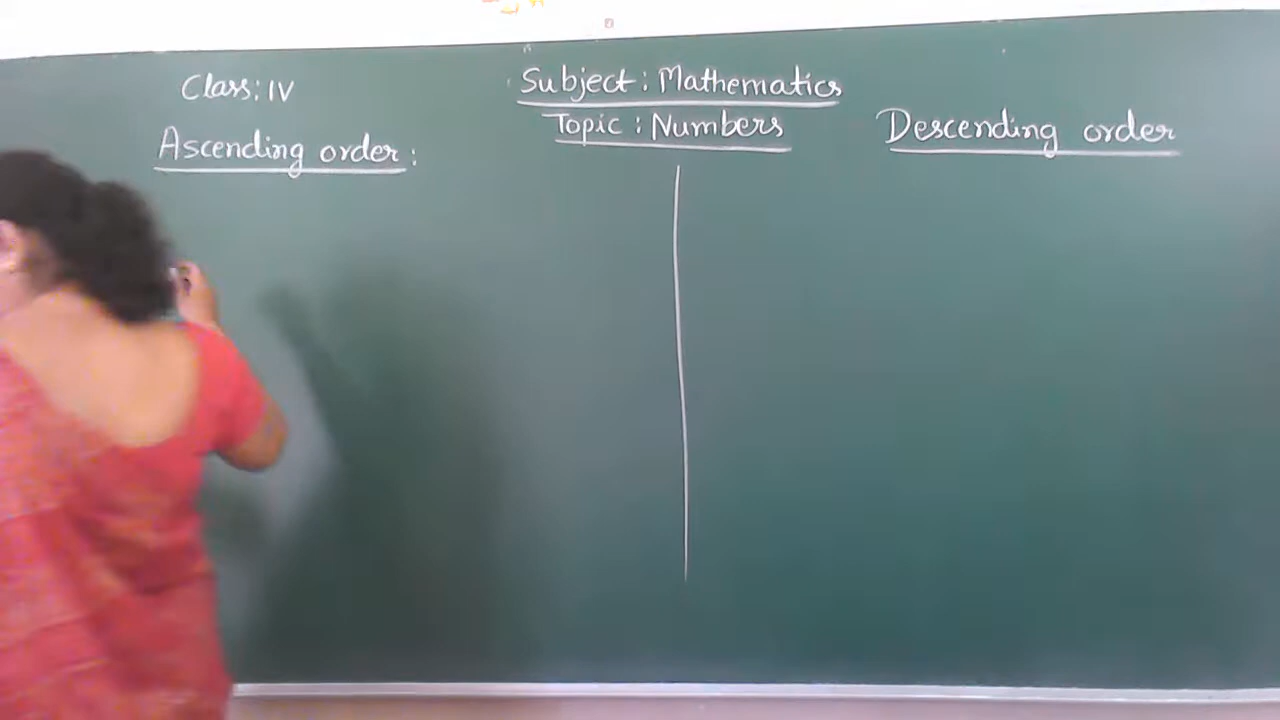 Class: IV
Subject: Mathematics
Topic: Numbers
Ascending order:
Descending order